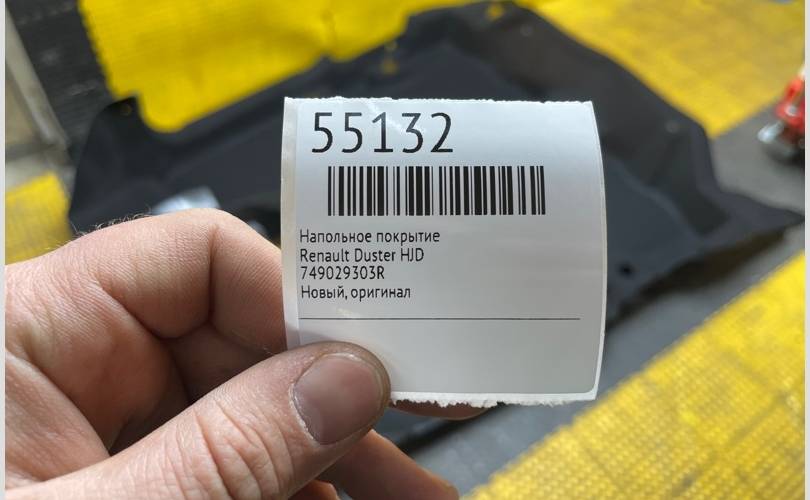 55132
Напольное покрытие
Renault Duster HJD
749029303R
Новый, оригинал